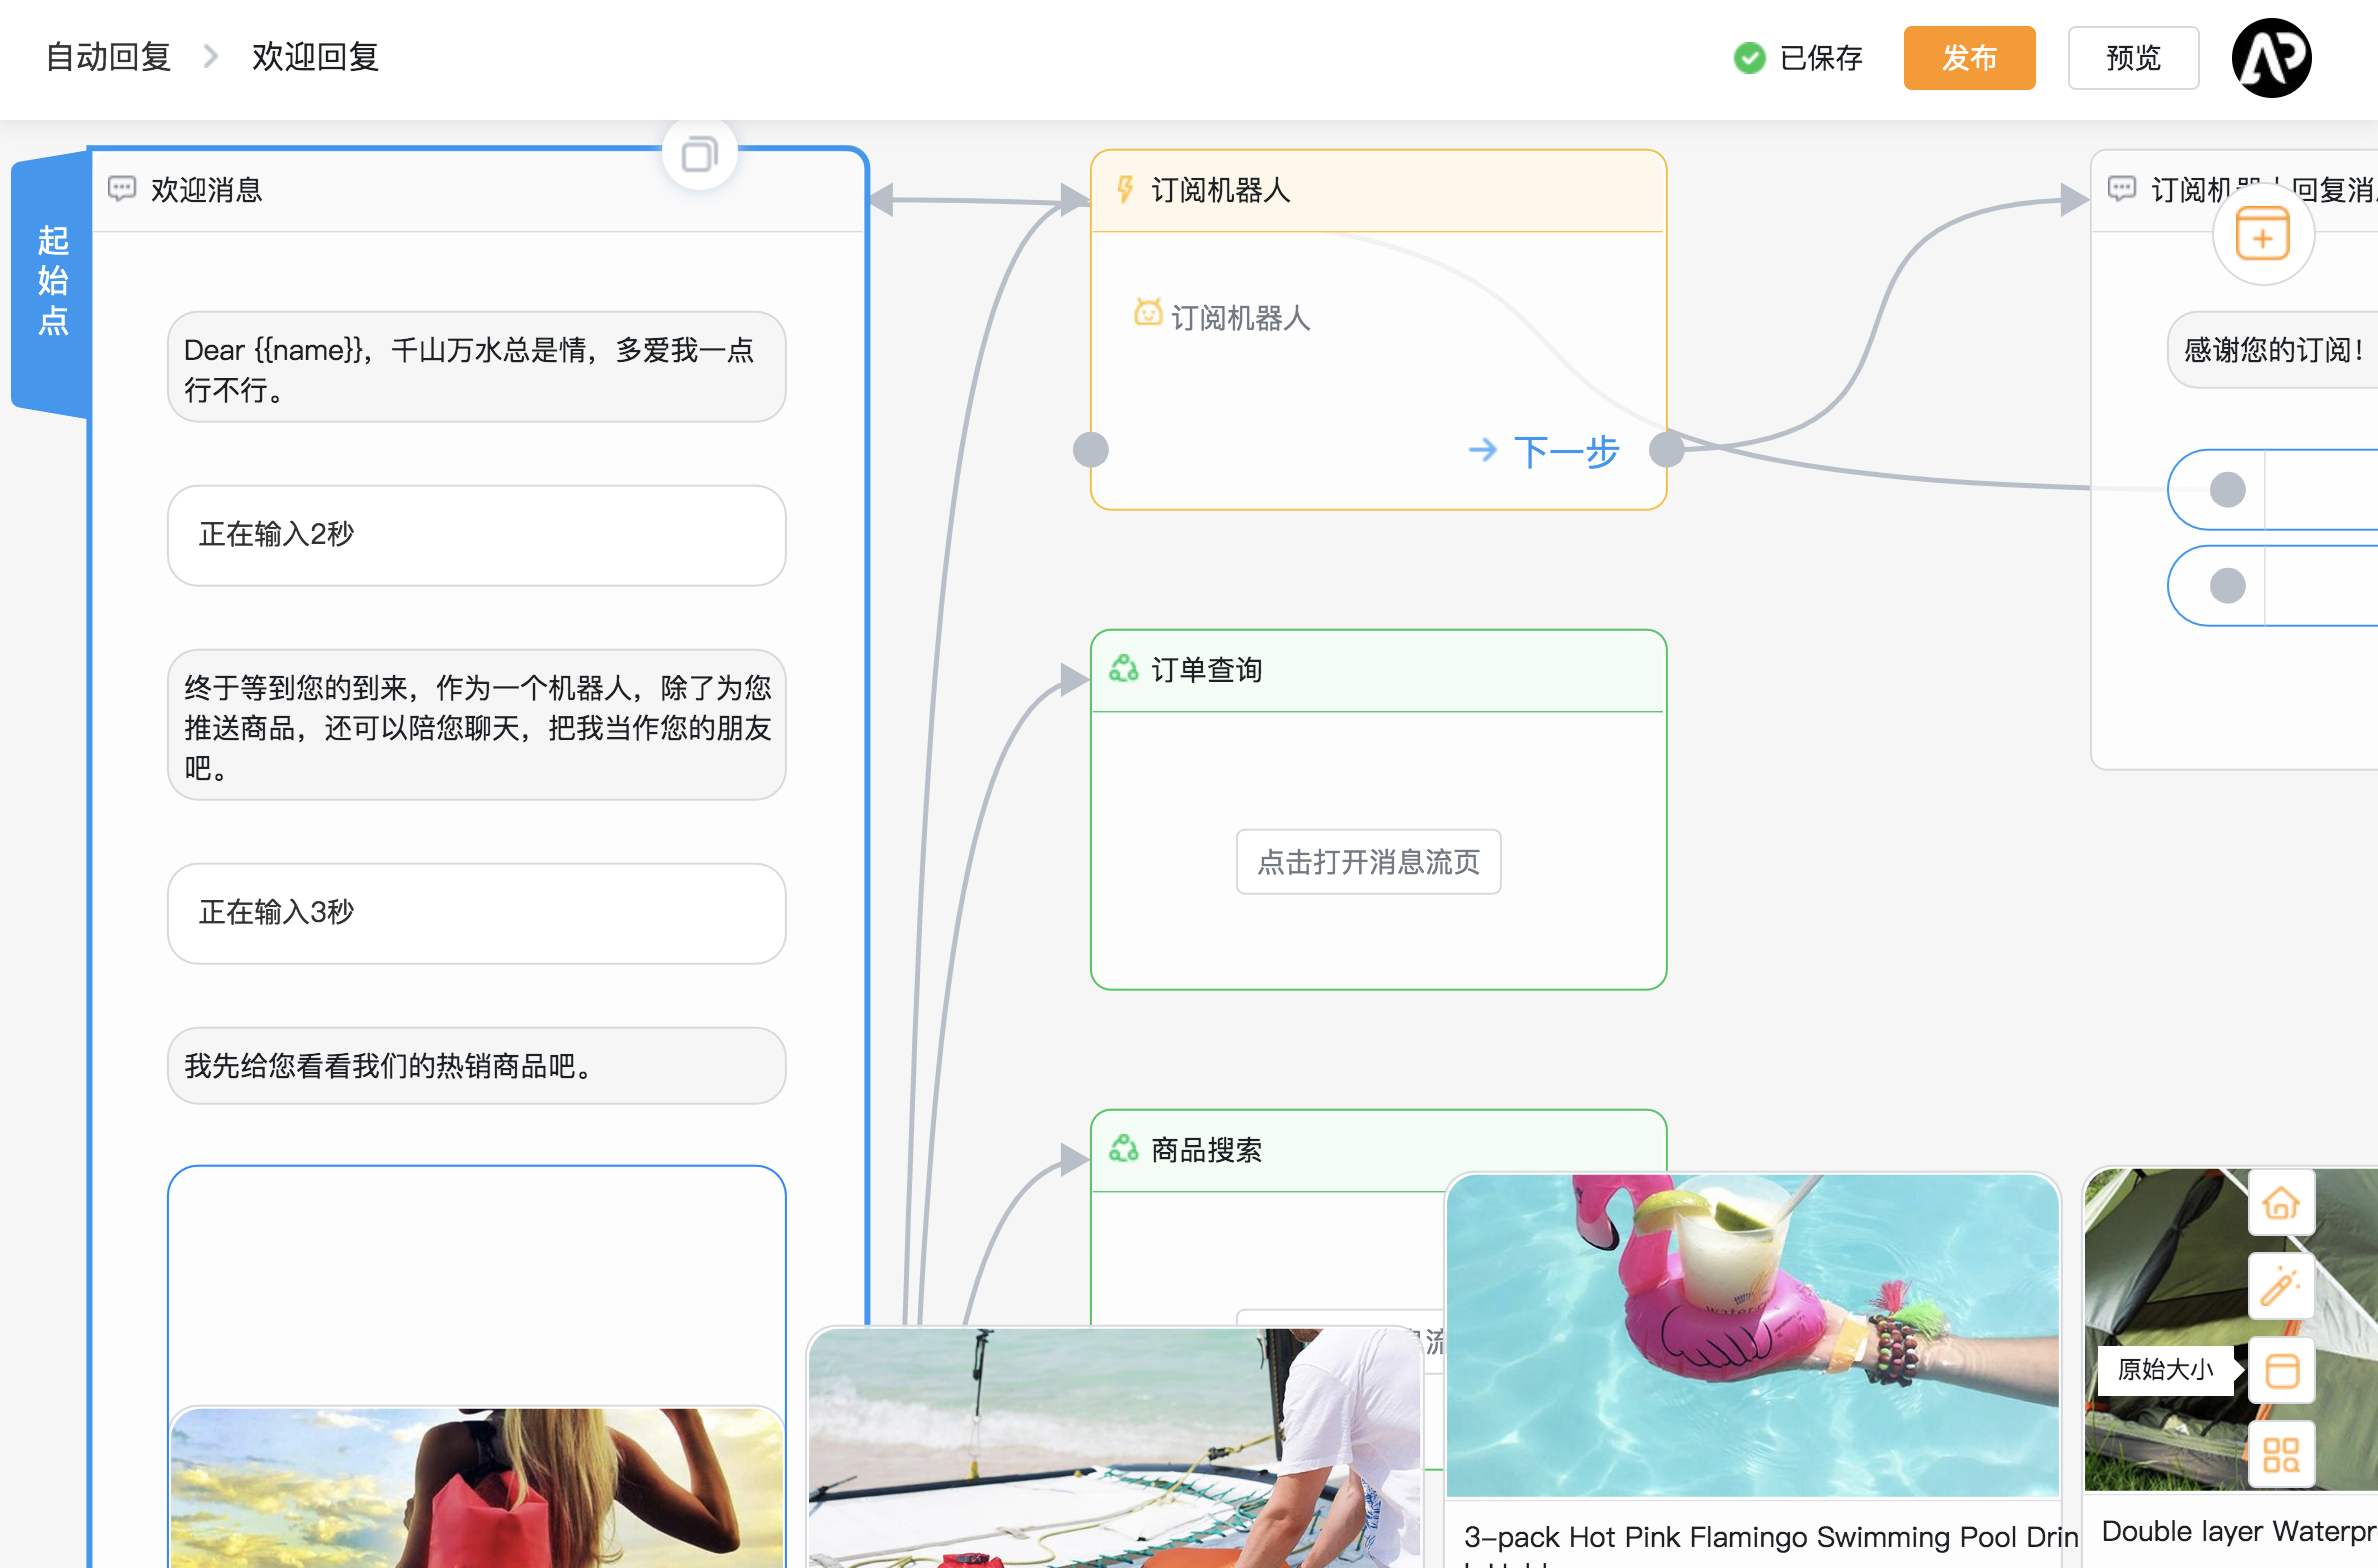 自动回复
欢迎回复
已保存
发布
预览
起始点
欢迎消息
Dear {{name}}，千山万水总是情，多爱我一点
行不行。
正在输入2秒
终于等到您的到来，作为一个机器人，除了为您
推送商品，还可以陪您聊天，把我当作您的朋友
吧。
正在输入3秒
我先给您看看我们的热销商品吧。
订阅机器人
订阅机器人
下一步
订单查询
点击打开消息流页
商品搜索
订阅机器人回复消
感谢您的订阅！
原始大小
3-pack Hot Pink Flamingo Swimming Pool Drin
Double layer Waterpr